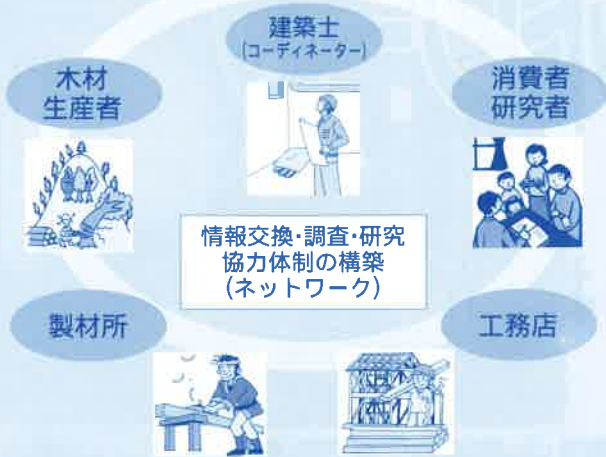 建築士
(コーディネーター)
木材
生産者
消費者
研究者
情報交換・調査・研究
協力体制の構築
(ネットワーク)
製材所
工務店